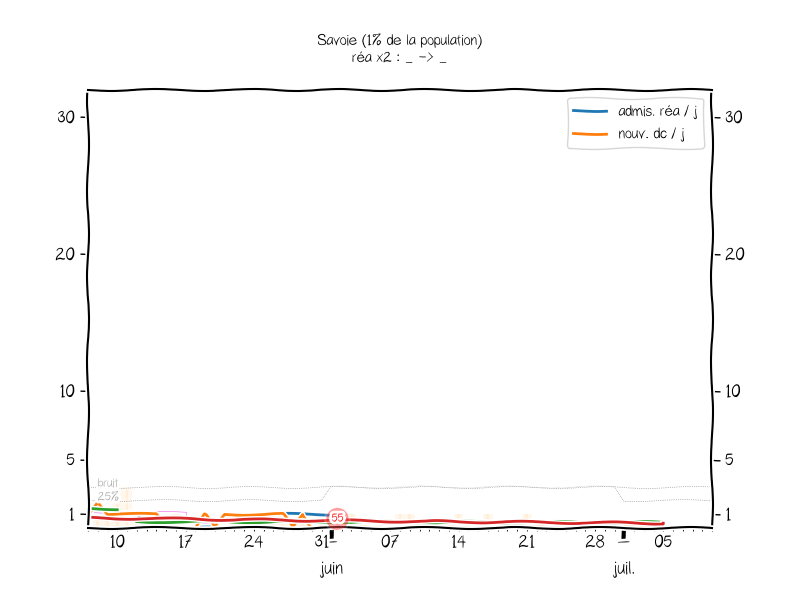 Savoie (1% de la population)
réa x2 : _ -> _
admis. réa / j
nouv. dc / j
30
30
20
20
10
10
5
5
bruit
25%
1
1
55
10 17 24 31 07 14 21 28 05
juin juil.